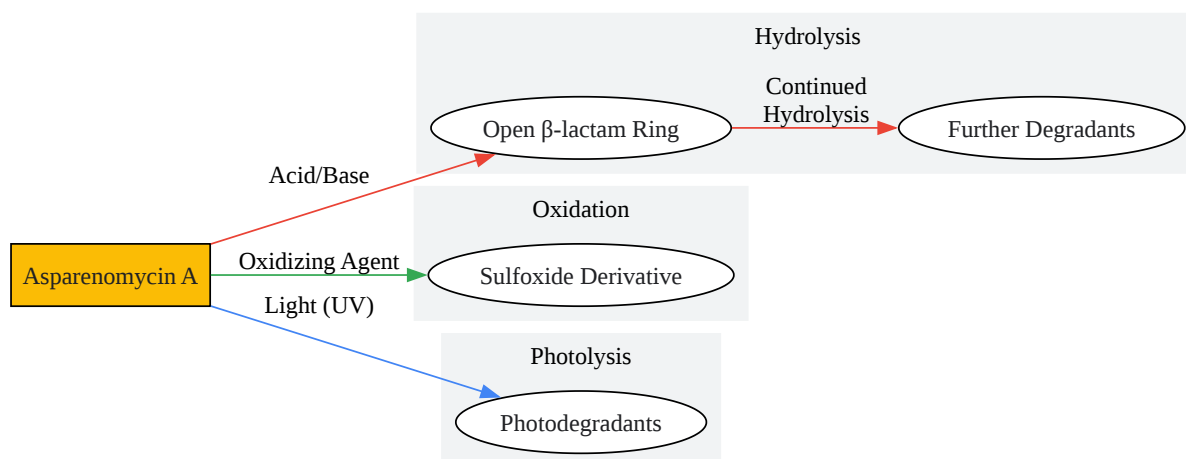 Hydrolysis
Continued
Hydrolysis
Open β-lactam Ring
Further Degradants
Acid/Base
Oxidation
Oxidizing Agent
Asparenomycin A
Sulfoxide Derivative
Light (UV)
Photolysis
Photodegradants